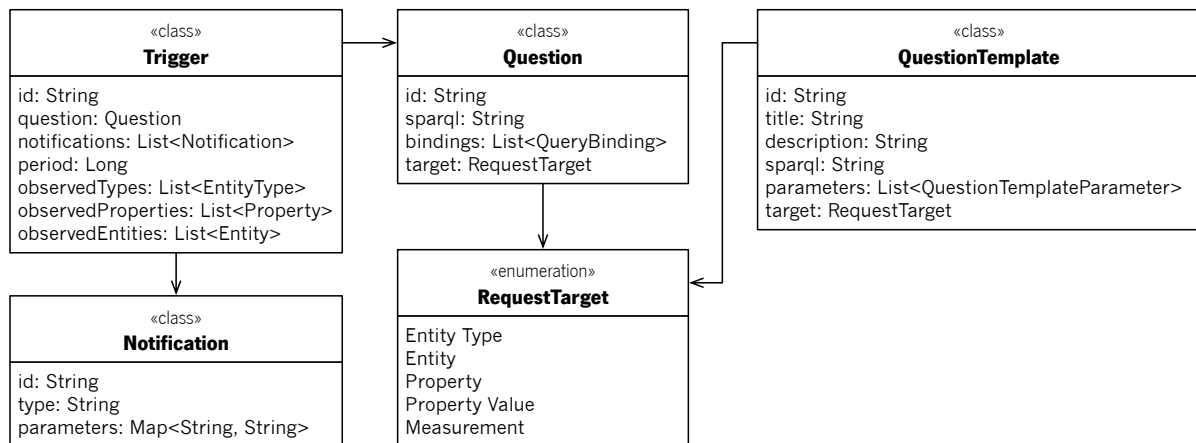 «class»
Trigger
id: String
question: Question
notifications: List<Notification>
period: Long
observedTypes: List<EntityType>
observedProperties: List<Property>
observedEntities: List<Entity>
«class»
Question
id: String
sparql: String
bindings: List<QueryBinding>
target: RequestTarget
«class»
QuestionTemplate
id: String
title: String
description: String
sparql: String
parameters: List<QuestionTemplateParameter>
target: RequestTarget
«class»
Notification
id: String
type: String
parameters: Map<String, String>
«enumeration»
RequestTarget
Entity Type
Entity
Property
Property Value
Measurement